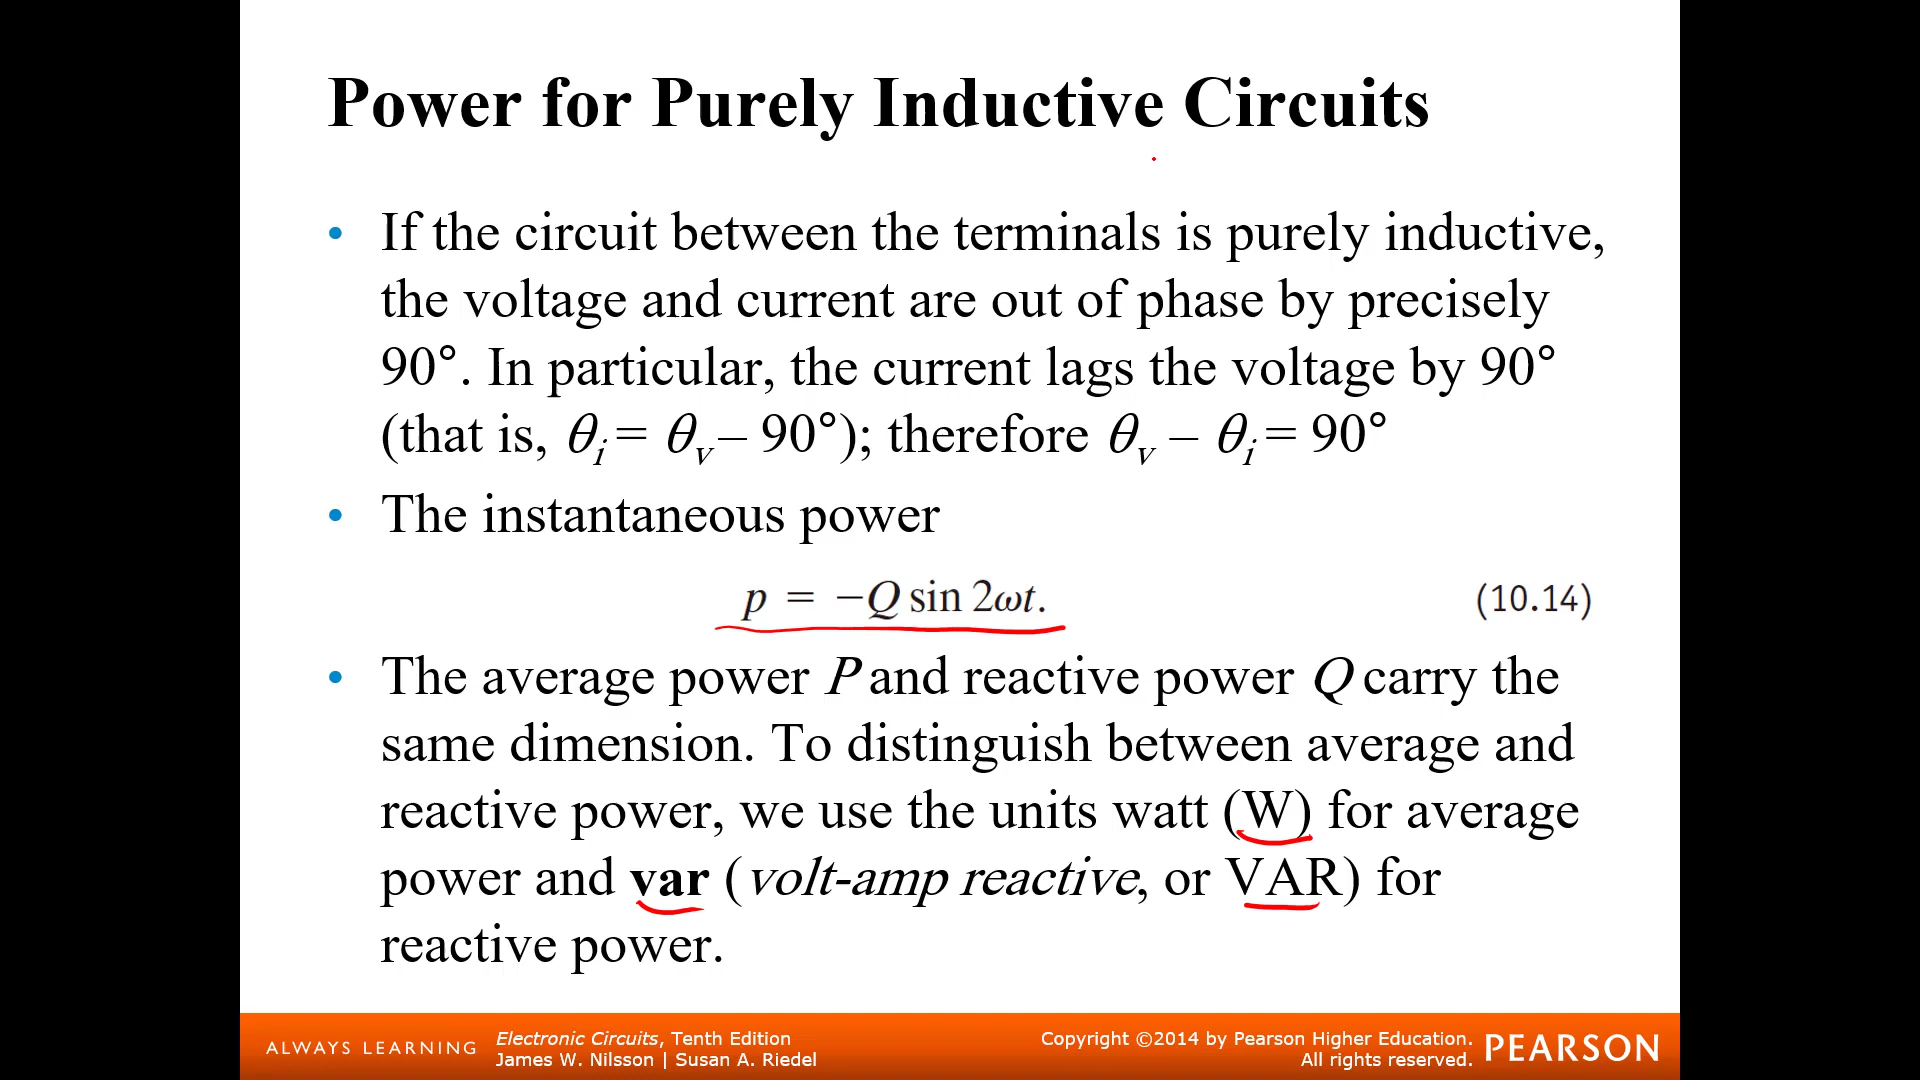 Power for Purely Inductive Circuits
• If the circuit between the terminals is purely inductive,
the voltage and current are out of phase by precisely
90°. In particular, the current lags the voltage by 90°
(that is, θi = θv – 90°); therefore θv – θi = 90°
• The instantaneous power
p = −Q sin 2ωt. (10.14)
• The average power P and reactive power Q carry the
same dimension. To distinguish between average and
reactive power, we use the units watt (W) for average
power and var (volt-amp reactive, or VAR) for
reactive power.
ALWAYS LEARNING
Electronic Circuits, Tenth Edition
James W. Nilsson | Susan A. Riedel
Copyright ©2014 by Pearson Higher Education.
All rights reserved.
PEARSON